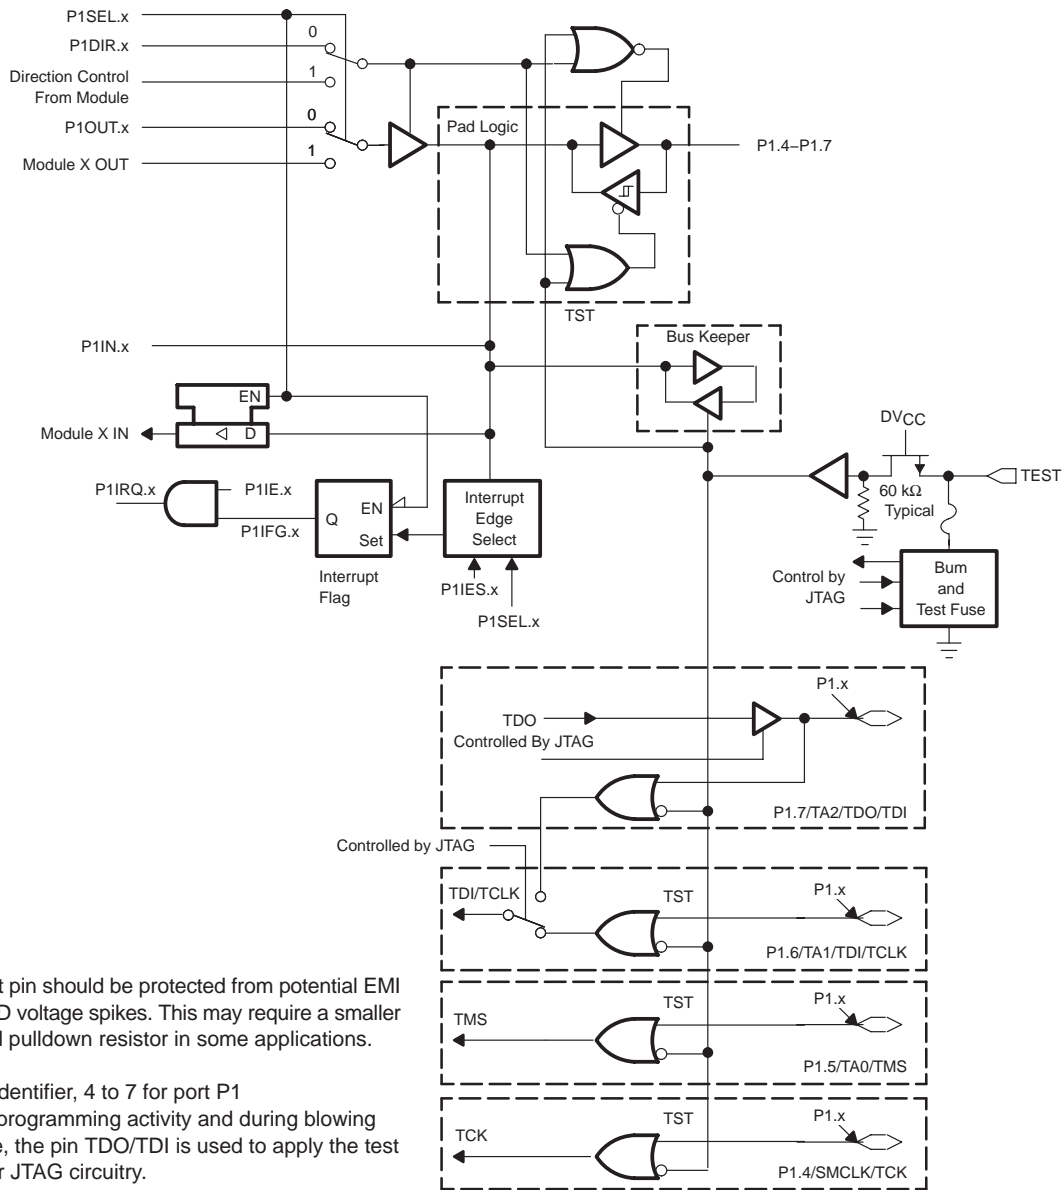 P1SEL.x
P1DIR.x
0
Direction Control
From Module
1
P1OUT.x
0
Module X OUT
1
Pad Logic
P1.4–P1.7
TST
P1IN.x
Bus Keeper
EN
Module X IN
D
DVCC
TEST
60 kΩ
Typical
P1IRQ.x
P1IE.x
P1IFG.x
Q
EN
Set
Interrupt
Edge
Select
Interrupt
Flag
P1IES.x
P1SEL.x
Control by
JTAG
Bum
and
Test Fuse
P1.x
TDO
Controlled By JTAG
P1.7/TA2/TDO/TDI
Controlled by JTAG
TDI/TCLK
TST
P1.x
P1.6/TA1/TDI/TCLK
t pin should be protected from potential EMI
D voltage spikes. This may require a smaller
l pulldown resistor in some applications.
TMS
TST
P1.x
P1.5/TA0/TMS
dentifier, 4 to 7 for port P1
programming activity and during blowing
e, the pin TDO/TDI is used to apply the test
r JTAG circuitry.
TCK
TST
P1.x
P1.4/SMCLK/TCK